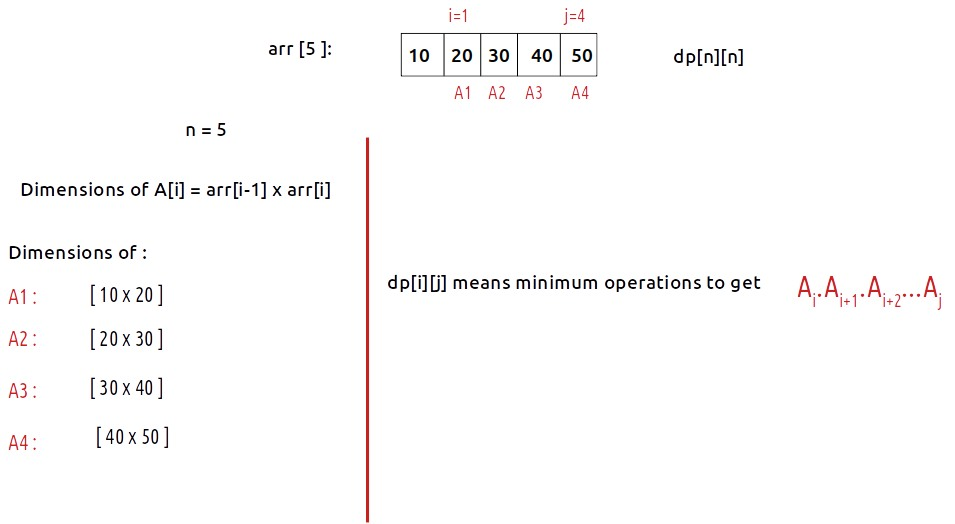 i=1 j=4
arr [5 ]: 10 20 30 40 50 dp[n][n]
A1 A2 A3 A4
n = 5
Dimensions of A[i] = arr[i-1] x arr[i]
Dimensions of :
A1 : [ 10 x 20 ]
A2 : [ 20 x 30 ]
A3 : [ 30 x 40 ]
A4 : [ 40 x 50 ]
dp[i][j] means minimum operations to get Ai.Ai+1.Ai+2...Aj